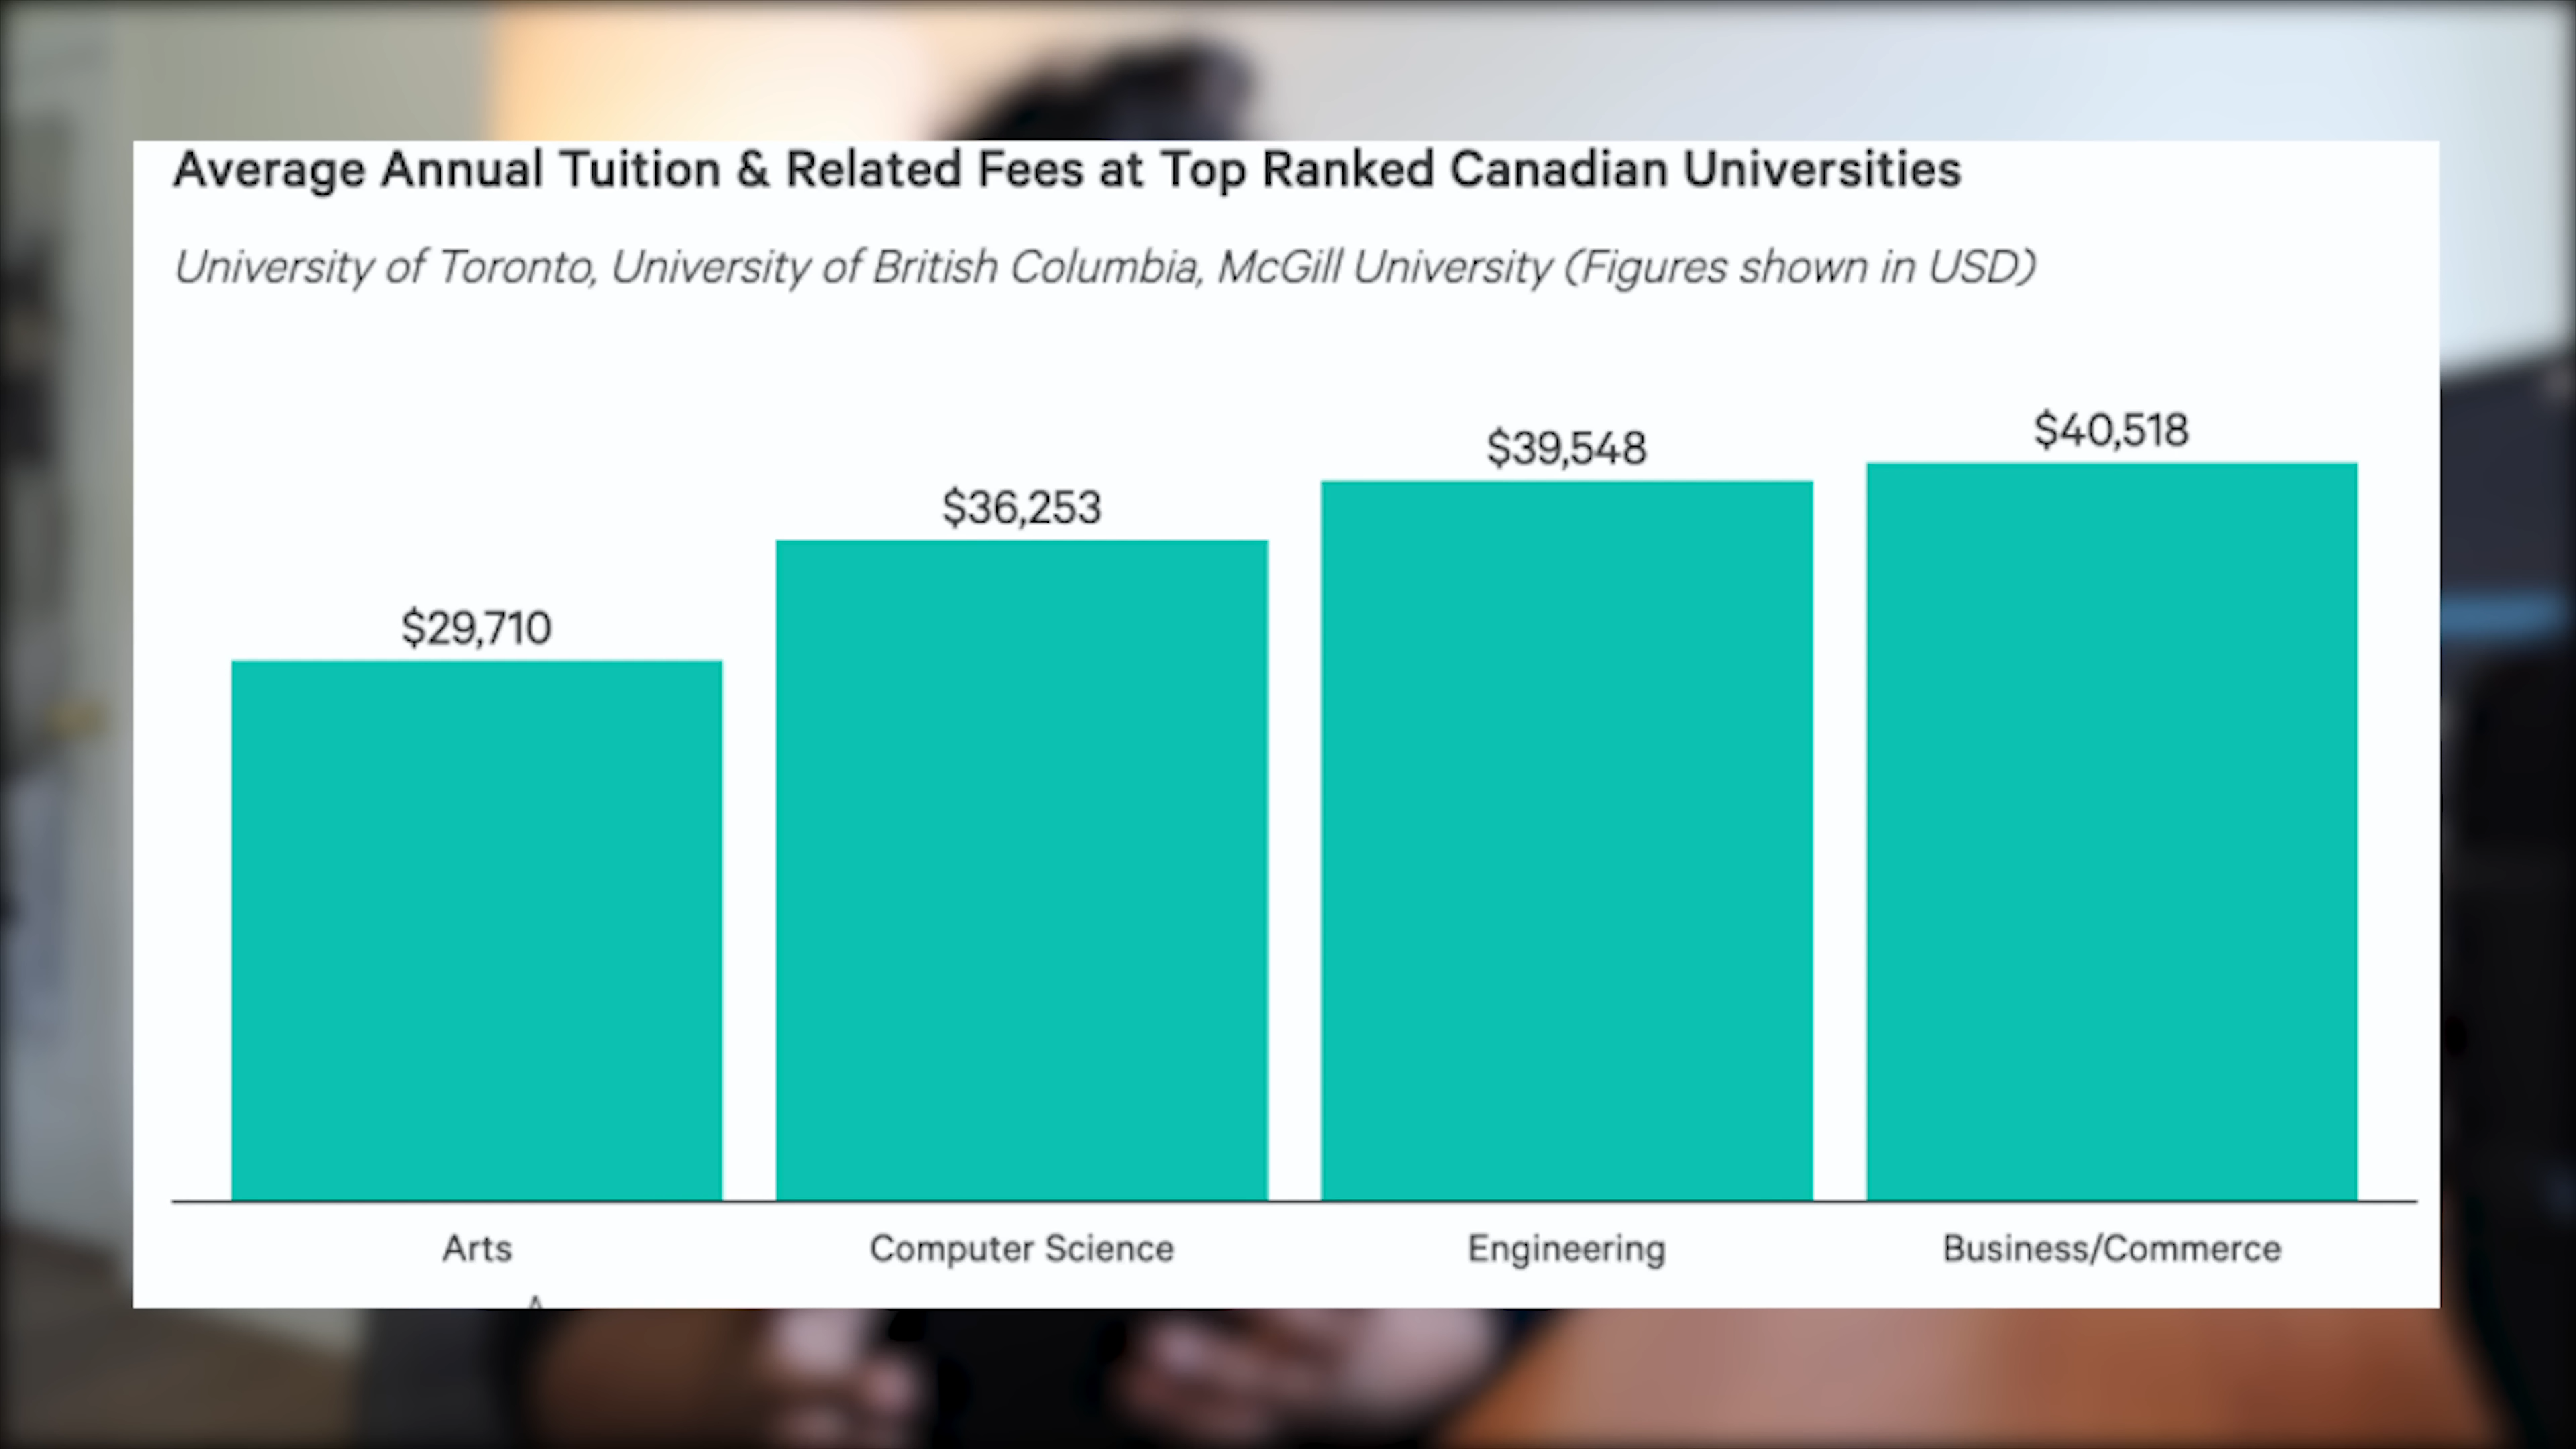 Average Annual Tuition & Related Fees at Top Ranked Canadian Universities
University of Toronto, University of British Columbia, McGill University (Figures shown in USD)
$29,710
$36,253
$39,548
$40,518
Arts
Computer Science
Engineering
Business/Commerce